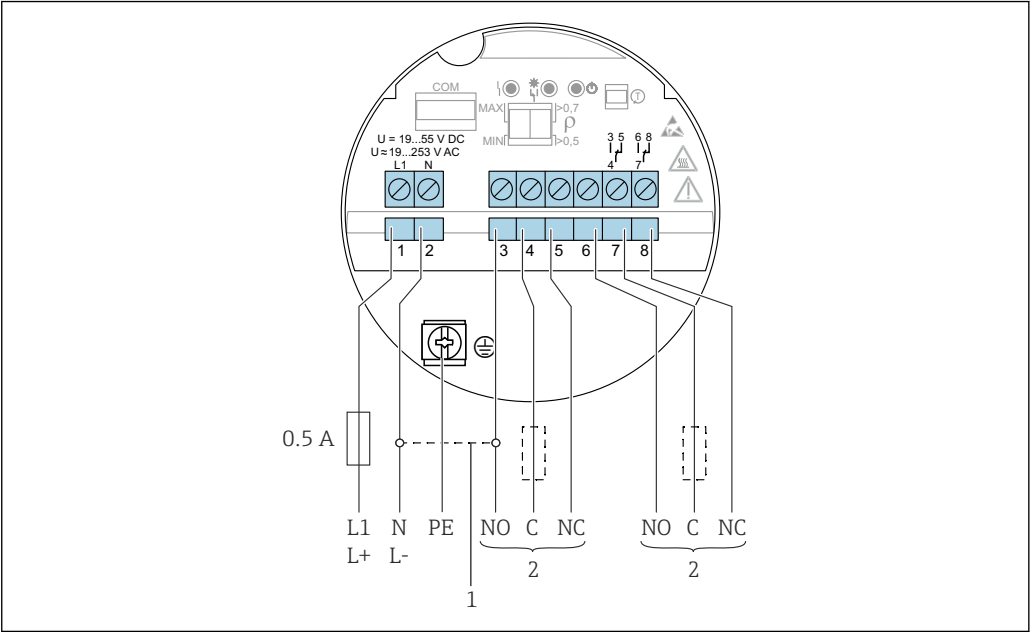 COM
MAX
>0,7
ρ
MIN
>0,5
T
U = 19...55 V DC
U ≈ 19...253 V AC
L1 N
3 5
4
6 8
7
1 2 3 4 5 6 7 8
0.5 A
L1 N PE NO C NC NO C NC
L+ L-
2 2
1